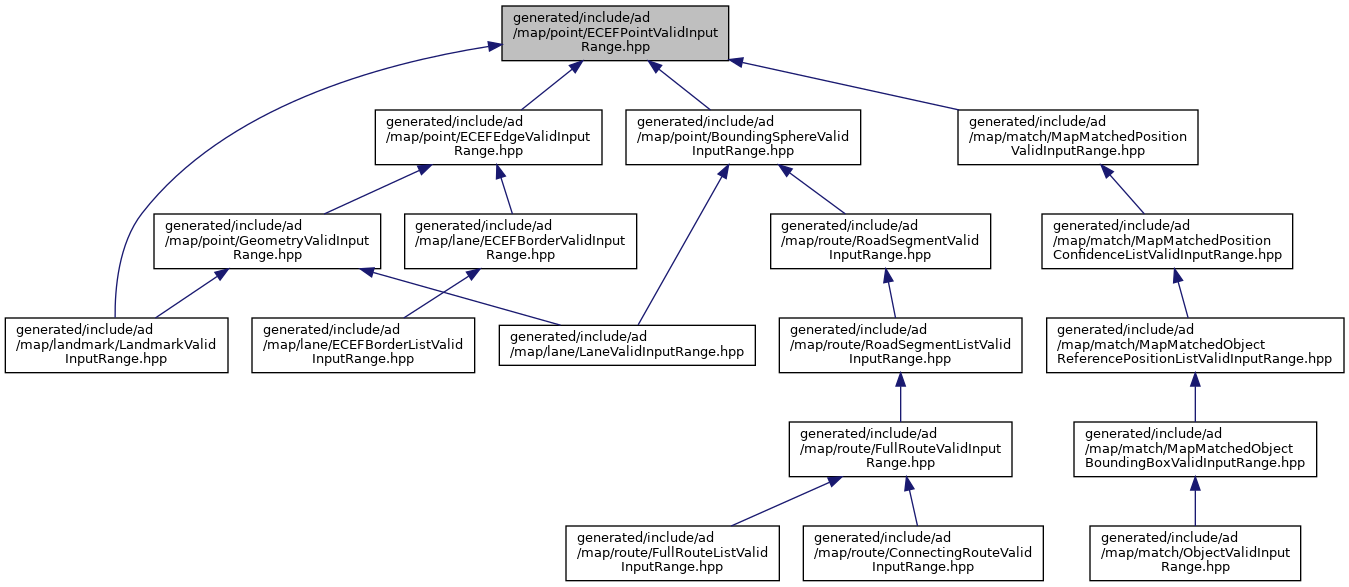 generated/include/ad
/map/point/ECEFPointValidInput
Range.hpp
generated/include/ad
/map/point/ECEFEdgeValidInput
Range.hpp
generated/include/ad
/map/point/BoundingSphereValid
InputRange.hpp
generated/include/ad
/map/match/MapMatchedPosition
ValidInputRange.hpp
generated/include/ad
/map/point/GeometryValidInput
Range.hpp
generated/include/ad
/map/lane/ECEFBorderValidInput
Range.hpp
generated/include/ad
/map/route/RoadSegmentValid
InputRange.hpp
generated/include/ad
/map/match/MapMatchedPosition
ConfidenceListValidInputRange.hpp
generated/include/ad
/map/landmark/LandmarkValid
InputRange.hpp
generated/include/ad
/map/lane/ECEFBorderListValid
InputRange.hpp
generated/include/ad
/map/lane/LaneValidInputRange.hpp
generated/include/ad
/map/route/RoadSegmentListValid
InputRange.hpp
generated/include/ad
/map/match/MapMatchedObject
ReferencePositionListValidInputRange.hpp
generated/include/ad
/map/route/FullRouteValidInput
Range.hpp
generated/include/ad
/map/match/MapMatchedObject
BoundingBoxValidInputRange.hpp
generated/include/ad
/map/route/FullRouteListValid
InputRange.hpp
generated/include/ad
/map/route/ConnectingRouteValid
InputRange.hpp
generated/include/ad
/map/match/ObjectValidInput
Range.hpp